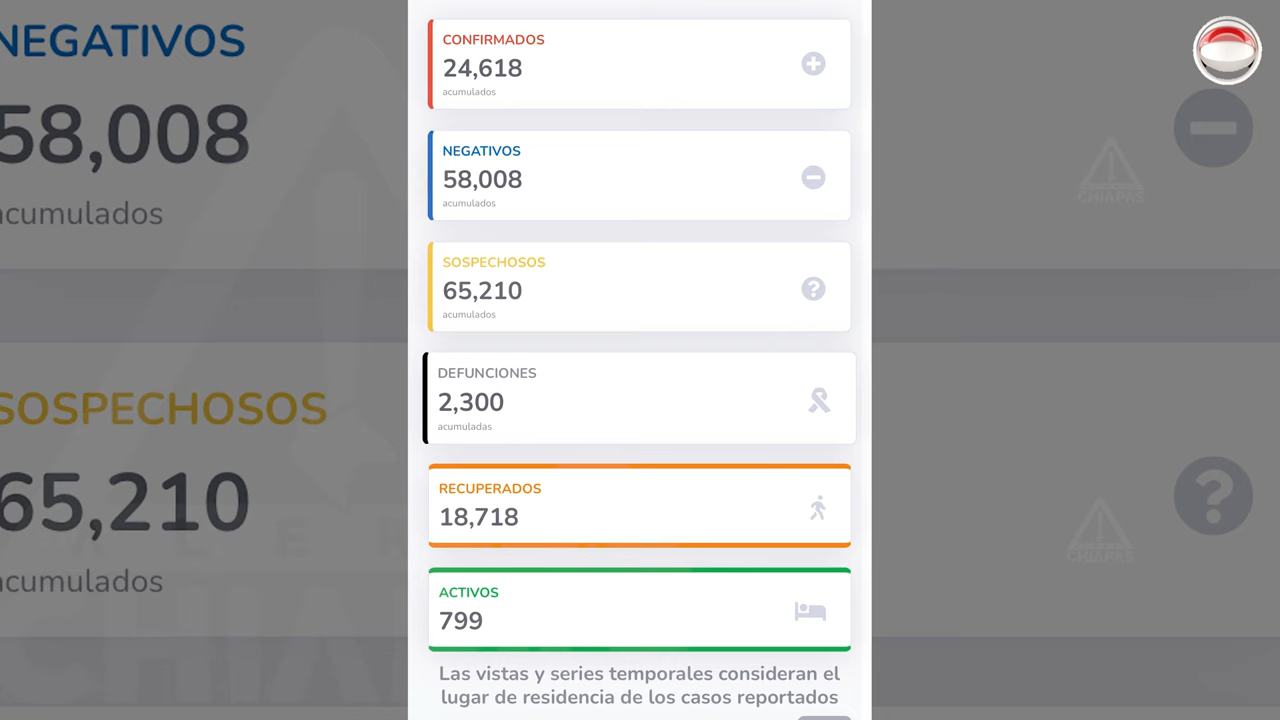 NEGATIVOS
58,008
acumulados
SOSPECHOSOS
65,210
acumulados
CONFIRMADOS
24,618
acumulados
NEGATIVOS
58,008
acumulados
SOSPECHOSOS
65,210
acumulados
DEFUNCIONES
2,300
acumuladas
RECUPERADOS
18,718
ACTIVOS
799
Las vistas y series temporales consideran el
lugar de residencia de los casos reportados
CHIAPAS
CHIAPAS